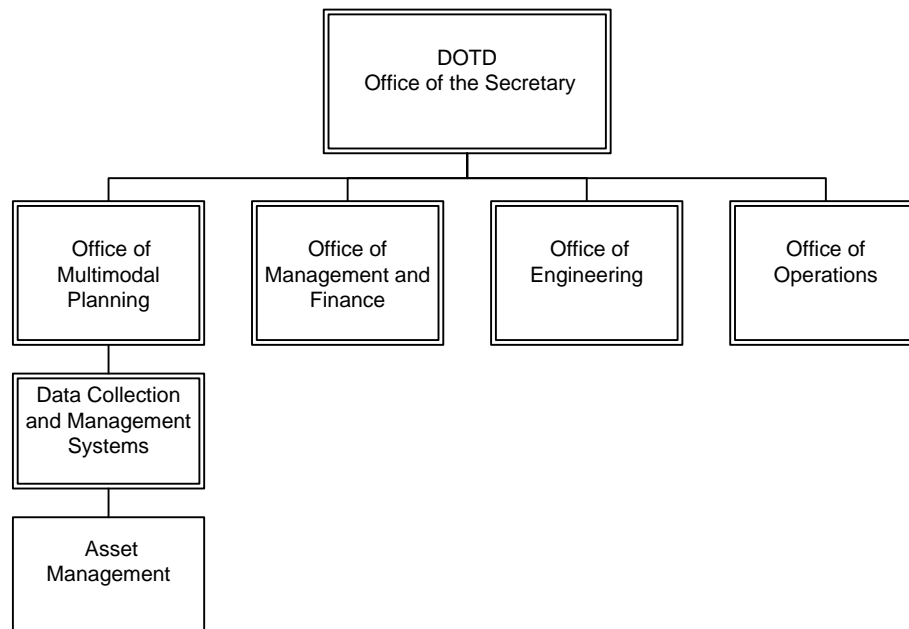 DOTD
Office of the Secretary
Office of
Multimodal
Planning
Office of
Management and
Finance
Office of
Engineering
Office of
Operations
Data Collection
and Management
Systems
Asset
Management